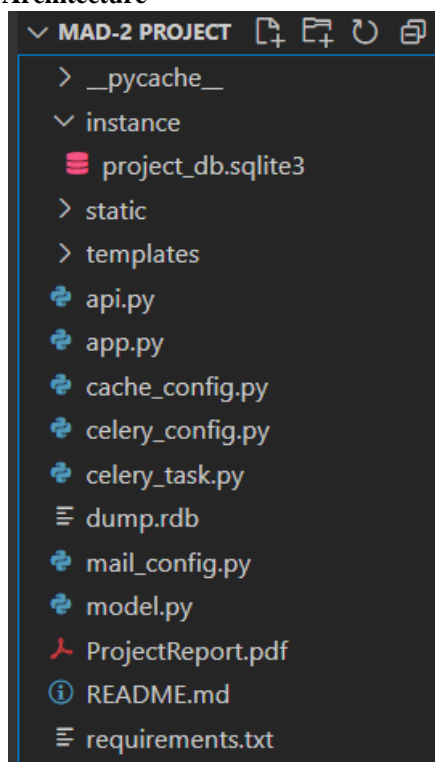 Architecture
MAD-2 PROJECT
__pycache__
instance
project_db.sqlite3
static
templates
api.py
app.py
cache_config.py
celery_config.py
celery_task.py
dump.rdb
mail_config.py
model.py
ProjectReport.pdf
README.md
requirements.txt